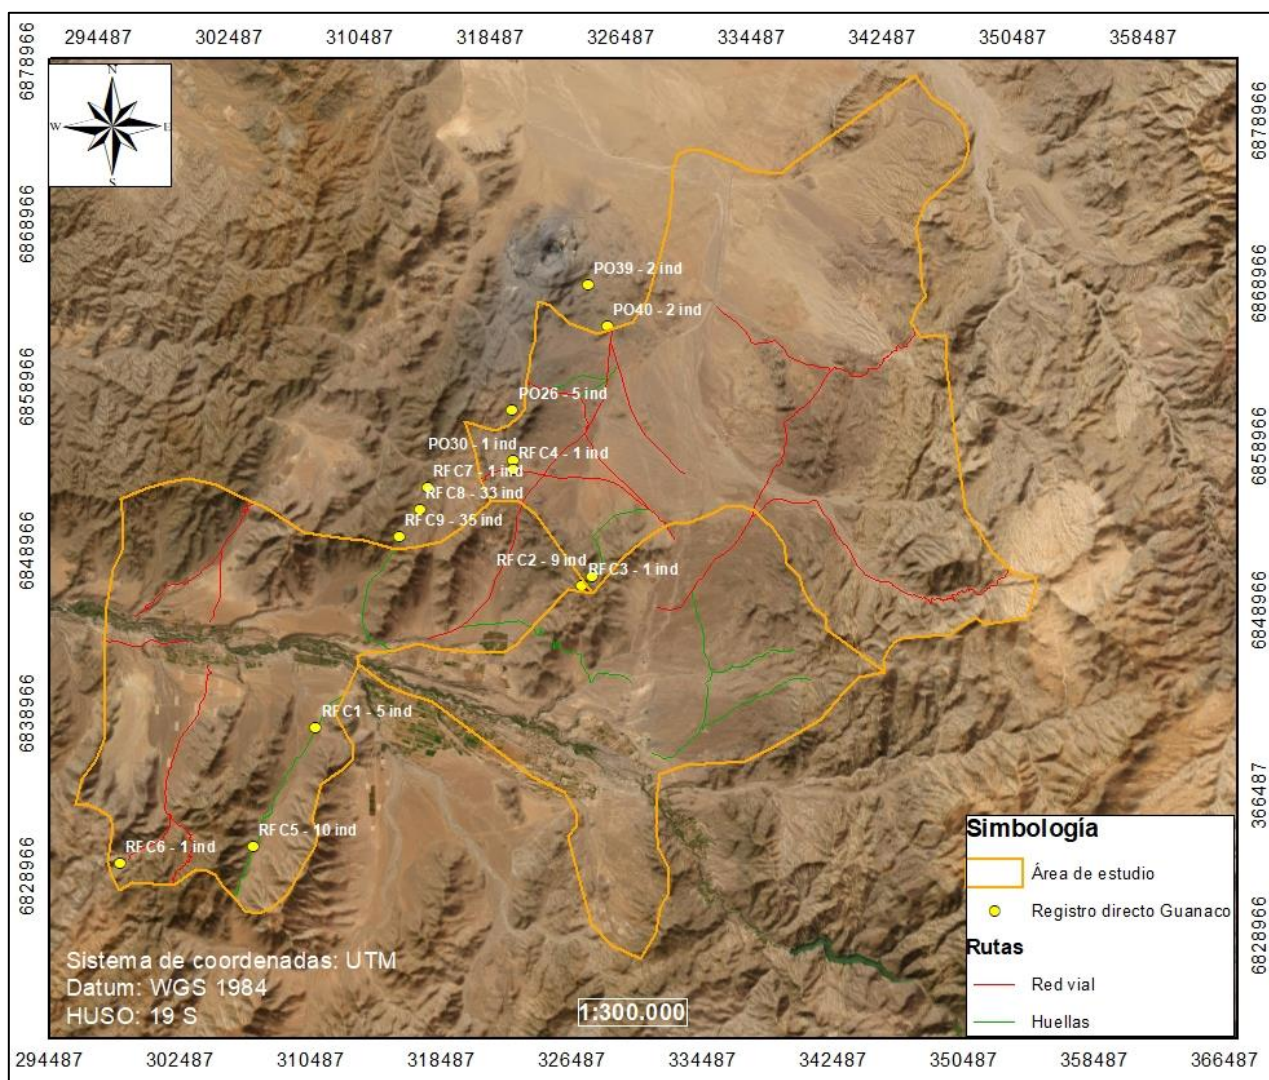 294487 302487 310487 318487 326487 334487 342487 350487 358487
6878966
6868966
6858966
6848966
6838966
6828966
N
W E
S
PO39 - 2 ind
PO40 - 2 ind
PO26 - 5 ind
PO30 - 1 ind
RFC4 - 1 ind
RFC7 - 1 ind
RFC8 - 33 ind
RFC9 - 35 ind
RFC2 - 9 ind
RFC3 - 1 ind
RFC1 - 5 ind
RFC5 - 10 ind
RFC6 - 1 ind
6878966
6868966
6858966
6848966
366487
6828966
Simbología
Área de estudio
Registro directo Guanaco
Rutas
Red vial
Huellas
Sistema de coordenadas: UTM
Datum: WGS 1984
HUSO: 19 S
1:300.000
294487 302487 310487 318487 326487 334487 342487 350487 358487 366487